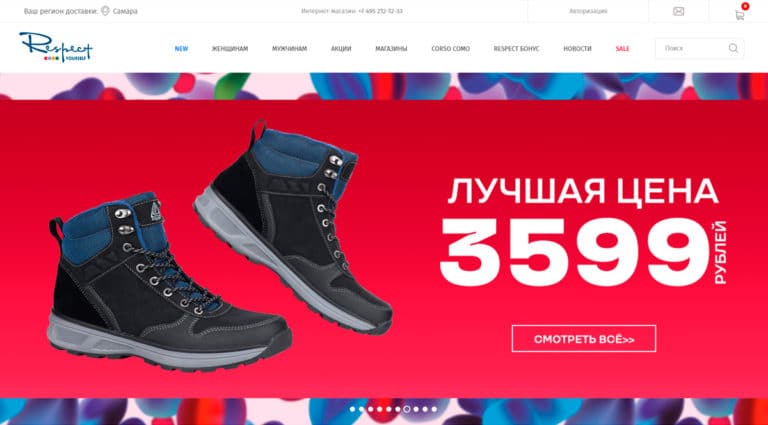 Ваш регион доставки: Самара
Интернет-магазин: +7 495 212-12-33
Авторизация
0
Respect
YOURSELF
NEW ЖЕНЩИНАМ МУЖЧИНАМ АКЦИИ МАГАЗИНЫ CORSO COMO RESPECT БОНУС НОВОСТИ SALE
Поиск
ЛУЧШАЯ ЦЕНА
3599
РУБЛЕЙ
СМОТРЕТЬ ВСЁ>>